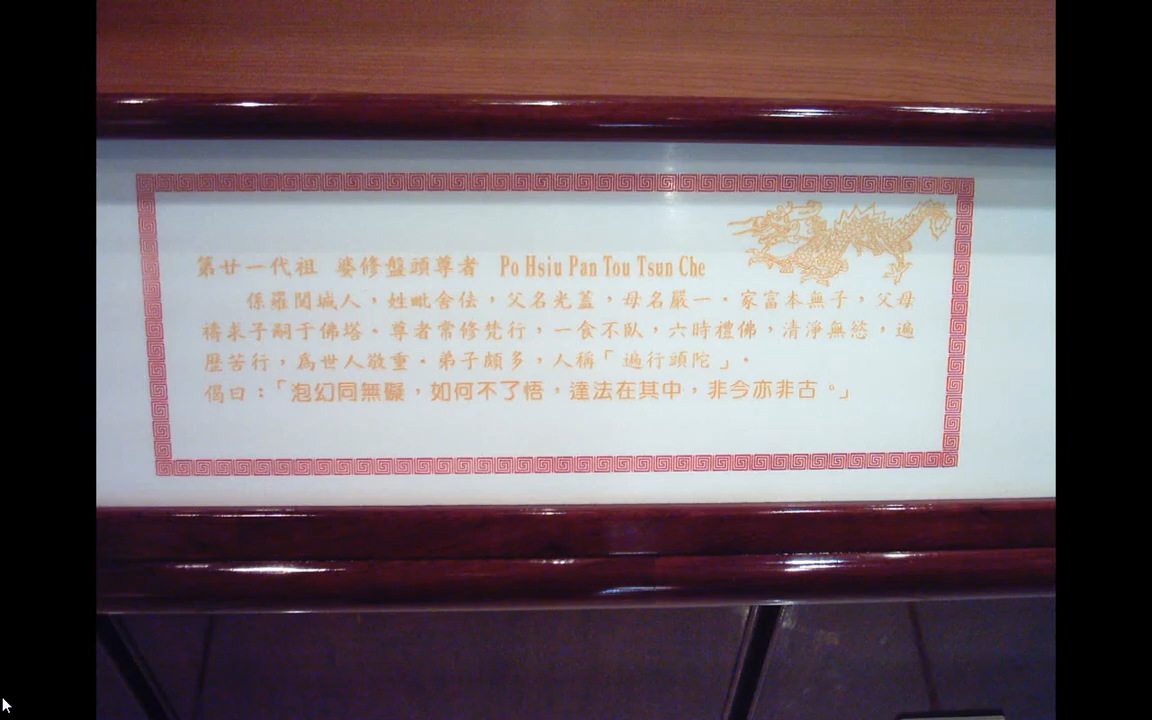 第廿一代祖 婆修盤頭尊者 Po Hsiu Pan Tou Tsun Che
係羅閱城人，姓毗舍佉，父名光蓋，母名嚴一。家富本無子，父母
禱求子嗣于佛塔。尊者常修梵行，一食不臥，六時禮佛，清淨無慾，遍
歷苦行，為世人敬重。弟子頗多，人稱「遍行頭陀」。
偈曰：「泡幻同無礙，如何不了悟，達法在其中，非今亦非古。」